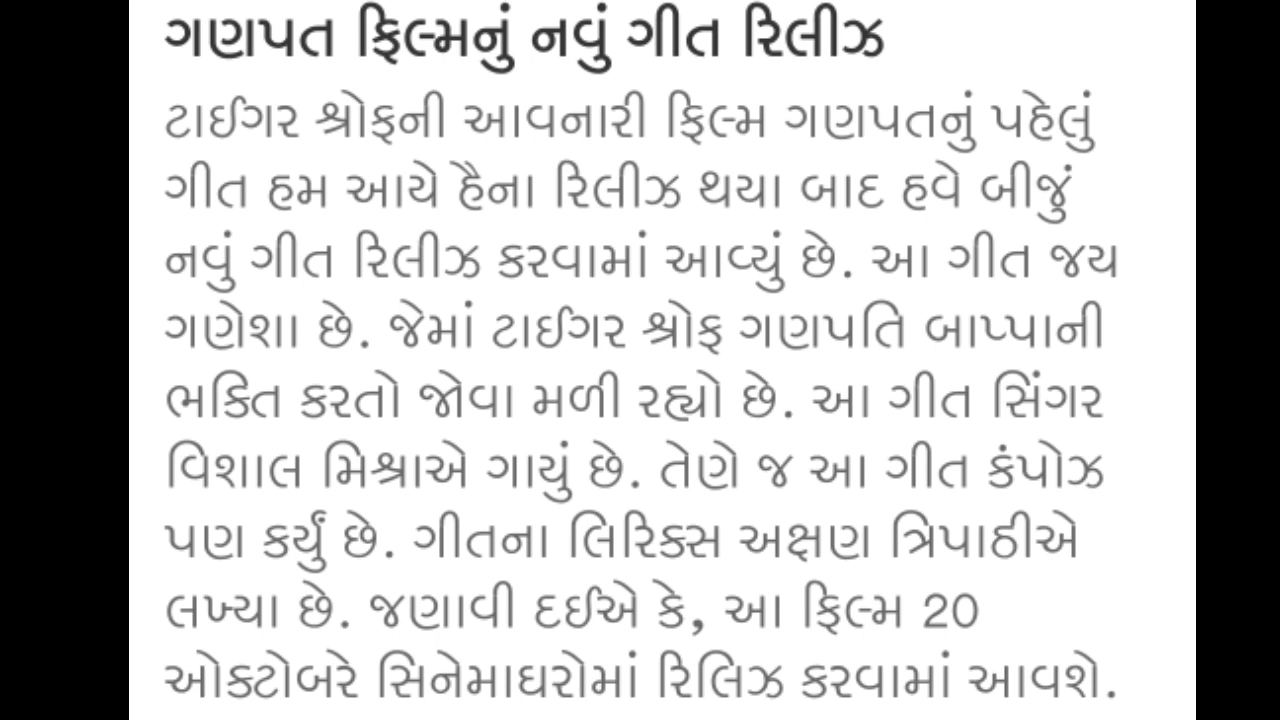 ગણપત ફિલ્મનું નવું ગીત રિલીઝ
ટાઈગર શ્રોફની આવનારી ફિલ્મ ગણપતનું પહેલું
ગીત હમ આયે હૈના રિલીઝ થયા બાદ હવે બીજું
નવું ગીત રિલીઝ કરવામાં આવ્યું છે. આ ગીત જય
ગણેશા છે. જેમાં ટાઈગર શ્રોફ ગણપતિ બાપ્પાની
ભક્તિ કરતો જોવા મળી રહ્યો છે. આ ગીત સિંગર
વિશાલ મિશ્રાએ ગાયું છે. તેણે જ આ ગીત કંપોઝ
પણ કર્યું છે. ગીતના લિરિક્સ અક્ષણ ત્રિપાઠીએ
લખ્યા છે. જણાવી દઈએ કે, આ ફિલ્મ 20
ઓક્ટોબરે સિનેમાઘરોમાં રિલિઝ કરવામાં આવશે.